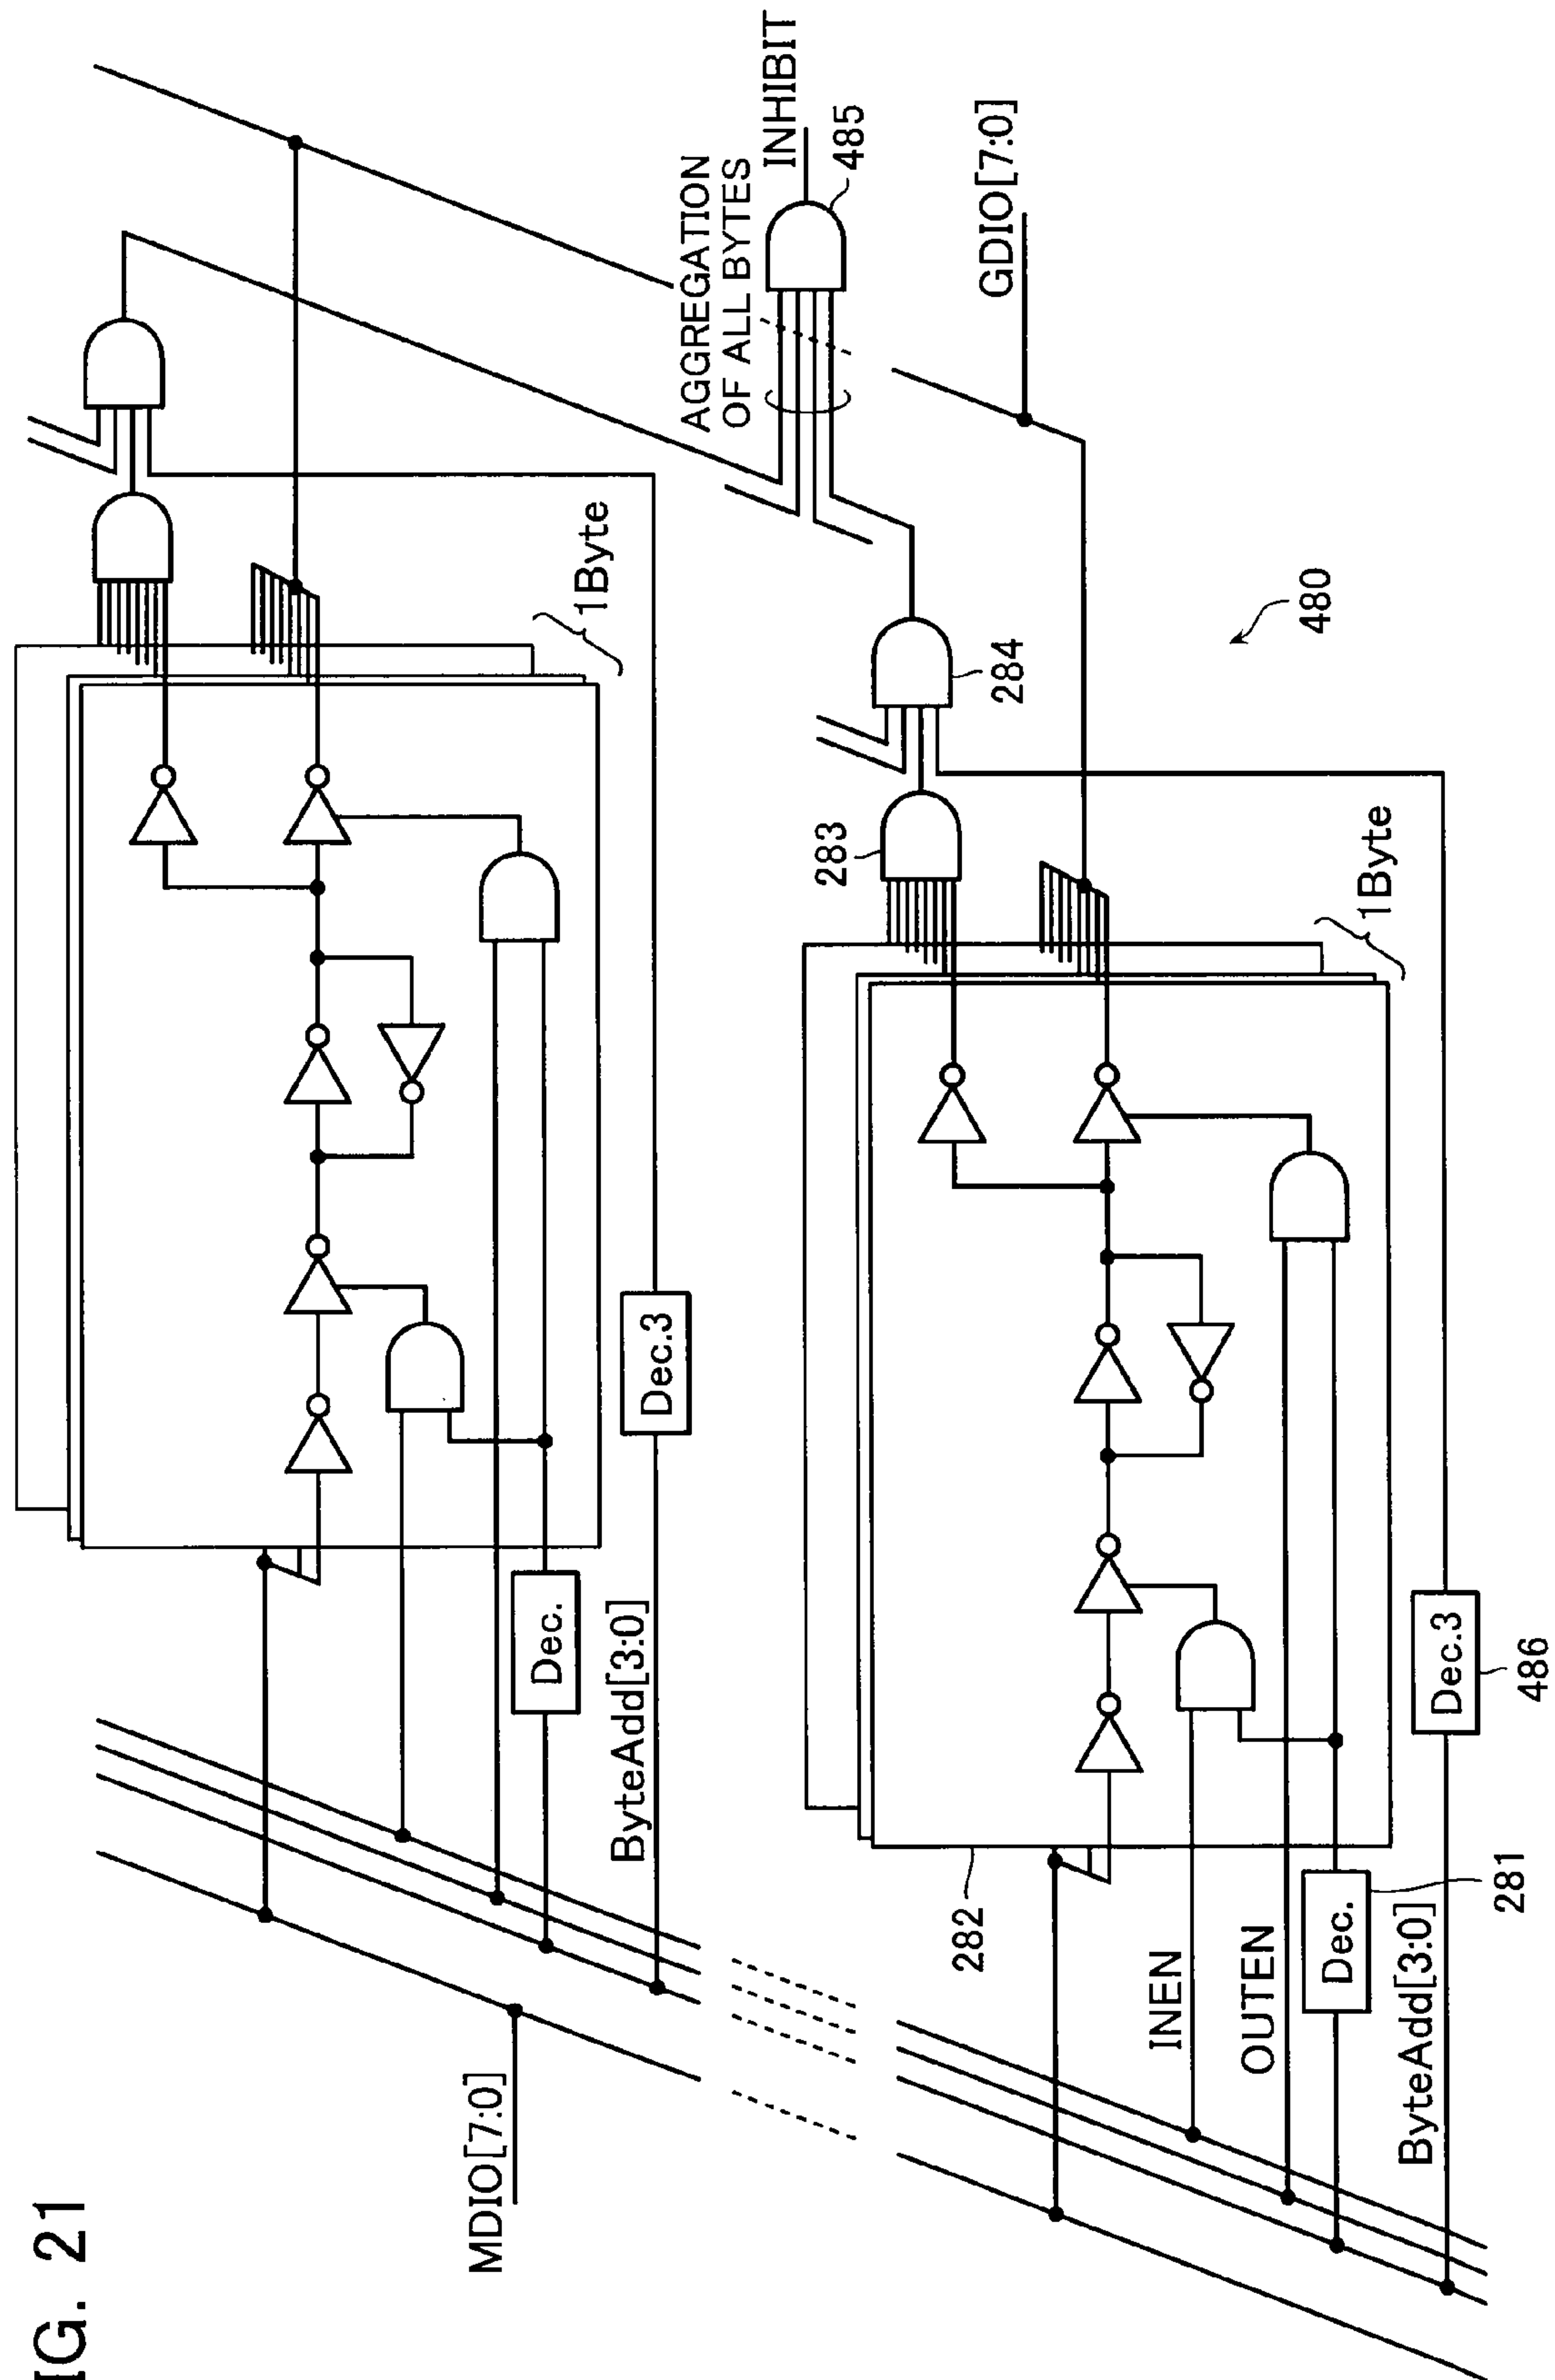 IG. 21
MDIO[7:0]
ByteAdd[3:0]
Dec.
Dec.3
1Byte
AGGREGATION
OF ALL BYTES
INHIBIT
485
GDIO[7:0]
282
INEN
OUTEN
Dec.
281
ByteAdd[3:0]
Dec.3
486
283
284
1Byte
480